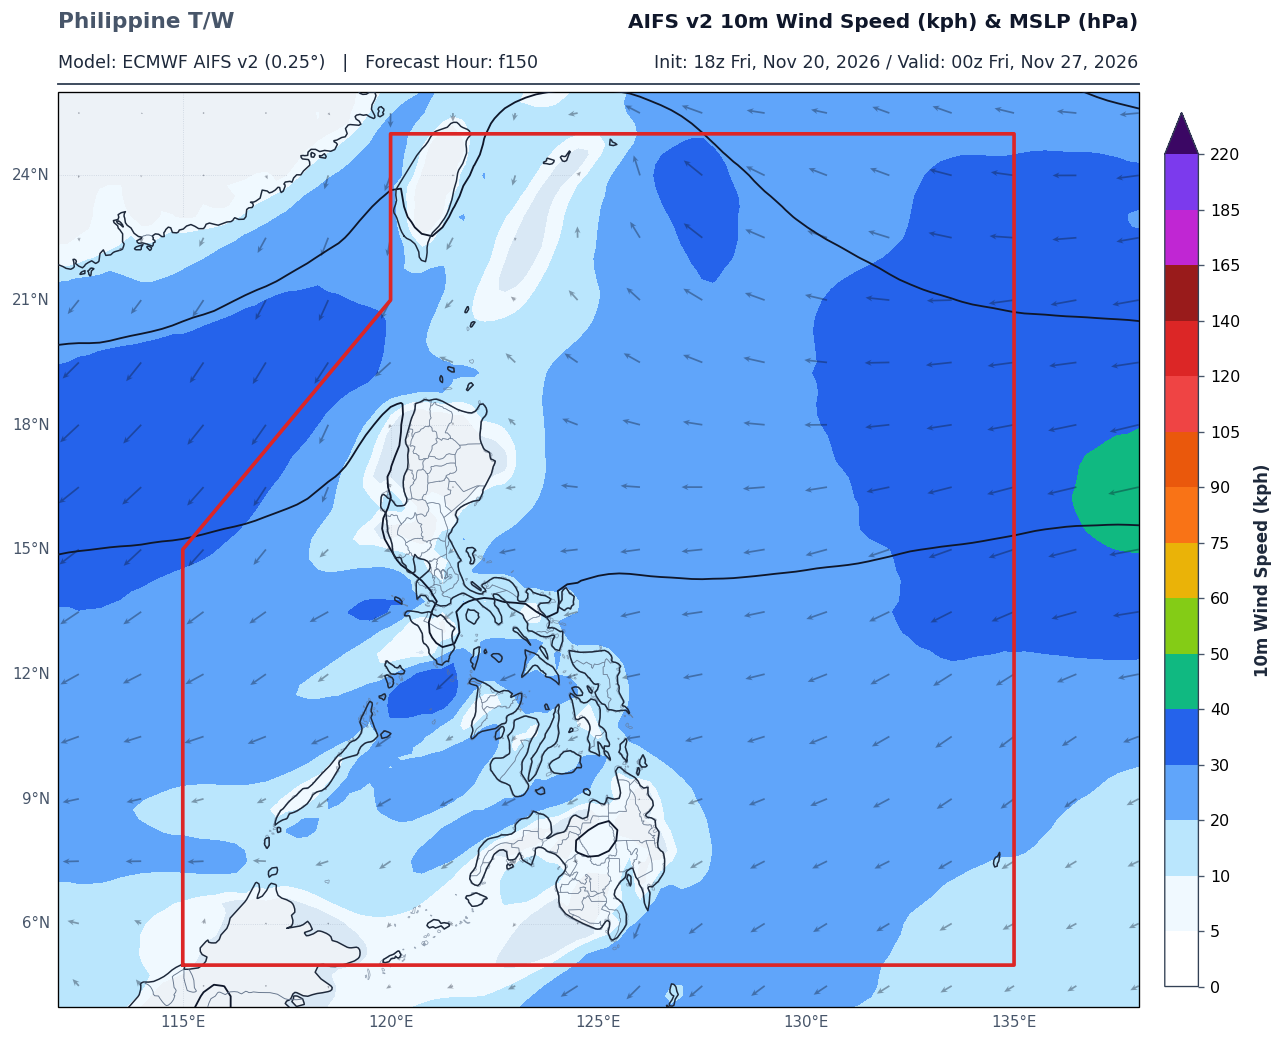 Philippine T/W
AIFS v2 10m Wind Speed (kph) & MSLP (hPa)
Model: ECMWF AIFS v2 (0.25°) | Forecast Hour: f150
Init: 18z Fri, Nov 20, 2026 / Valid: 00z Fri, Nov 27, 2026
24°N
21°N
18°N
15°N
12°N
9°N
6°N
115°E
120°E
125°E
130°E
135°E
220
185
165
140
120
105
90
75
60
50
40
30
20
10
5
0
10m Wind Speed (kph)